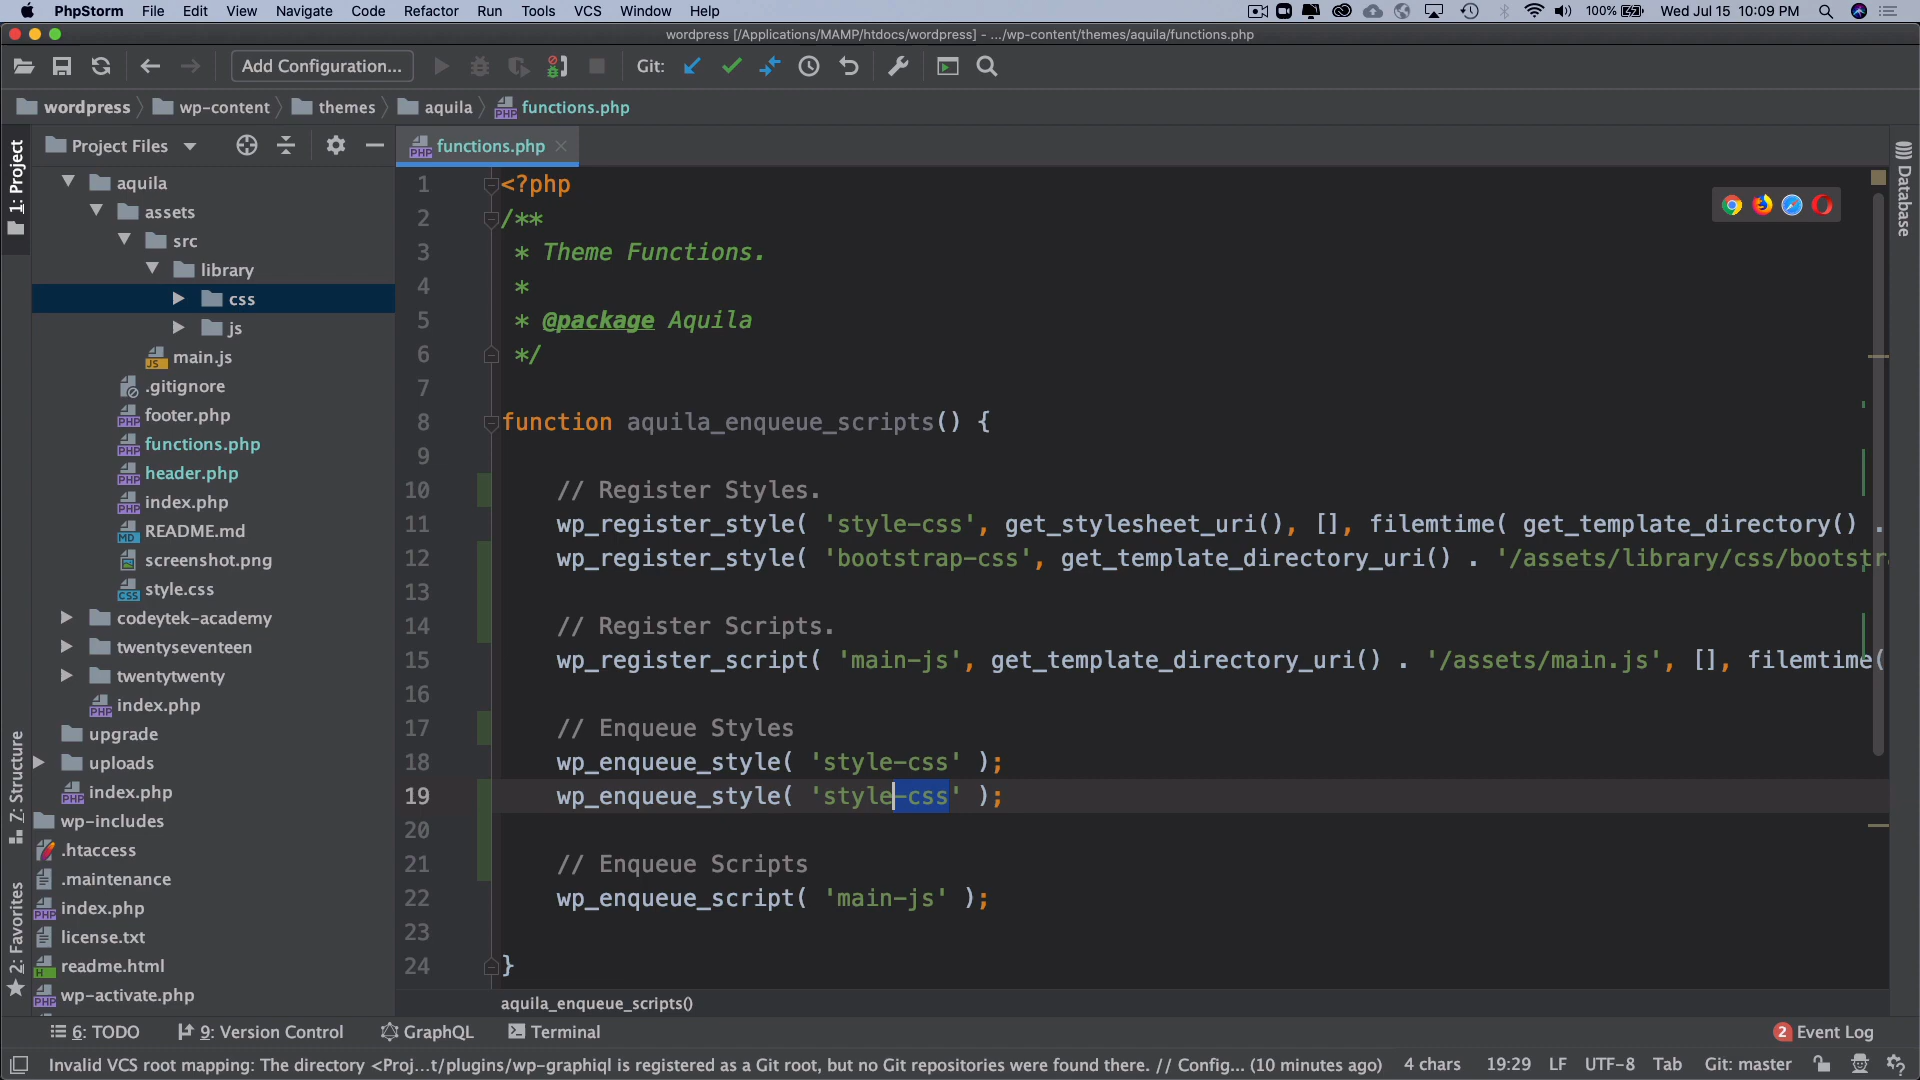 PhpStorm File Edit View Navigate Code Refactor Run Tools VCS Window Help 100% Wed Jul 15 10:09 PM
wordpress [/Applications/MAMP/htdocs/wordpress] - .../wp-content/themes/aquila/functions.php
Add Configuration... Git:
wordpress wp-content themes aquila functions.php
1: Project
Project Files
aquila
assets
src
library
css
js
main.js
.gitignore
footer.php
functions.php
header.php
index.php
README.md
screenshot.png
style.css
codeytek-academy
twentyseventeen
twentytwenty
index.php
upgrade
uploads
index.php
wp-includes
.htaccess
.maintenance
index.php
license.txt
readme.html
wp-activate.php
Z: Structure
2: Favorites
functions.php
1 <?php
2 /**
3 * Theme Functions.
4 *
5 * @package Aquila
6 */
7
8 function aquila_enqueue_scripts() {
9
10 // Register Styles.
11 wp_register_style( 'style-css', get_stylesheet_uri(), [], filemtime( get_template_directory() .
12 wp_register_style( 'bootstrap-css', get_template_directory_uri() . '/assets/library/css/bootstr
13
14 // Register Scripts.
15 wp_register_script( 'main-js', get_template_directory_uri() . '/assets/main.js', [], filemtime(
16
17 // Enqueue Styles
18 wp_enqueue_style( 'style-css' );
19 wp_enqueue_style( 'style-css' );
20
21 // Enqueue Scripts
22 wp_enqueue_script( 'main-js' );
23
24 }
aquila_enqueue_scripts()
Database
6: TODO 9: Version Control GraphQL Terminal 2 Event Log
Invalid VCS root mapping: The directory <Proj...t/plugins/wp-graphiql is registered as a Git root, but no Git repositories were found there. // Config... (10 minutes ago) 4 chars 19:29 LF UTF-8 Tab Git: master